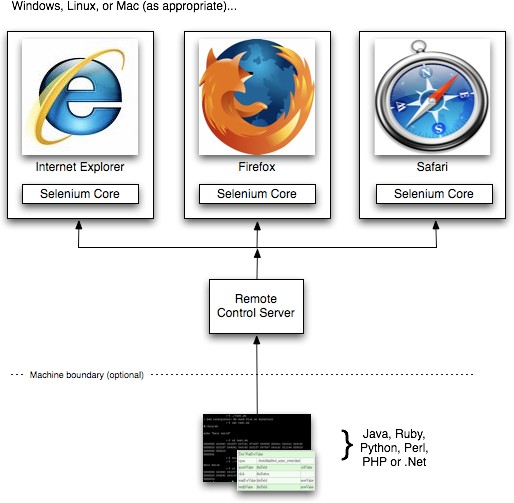 Windows, Linux, or Mac (as appropriate)...
Internet Explorer
Firefox
Safari
Selenium Core
Selenium Core
Selenium Core
Remote
Control Server
Machine boundary (optional)
Java, Ruby,
Python, Perl,
PHP or .Net